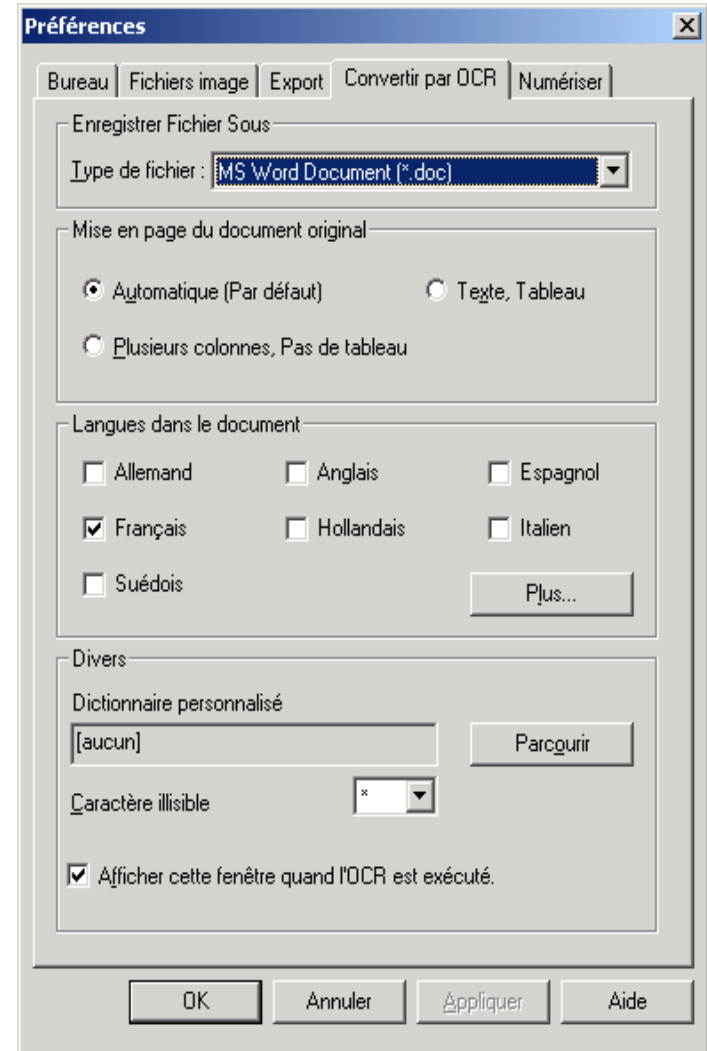 Préférences
Bureau Fichiers image Export Convertir par OCR Numériser
Enregistrer Fichier Sous
Type de fichier : MS Word Document (*.doc)
Mise en page du document original
Automatique (Par défaut) Texte, Tableau
Plusieurs colonnes, Pas de tableau
Langues dans le document
Allemand Anglais Espagnol
Français Hollandais Italien
Suédois Plus...
Divers
Dictionnaire personnalisé
[aucun] Parcourir
Caractère illisible *
Afficher cette fenêtre quand l'OCR est exécuté.
OK Annuler Appliquer Aide